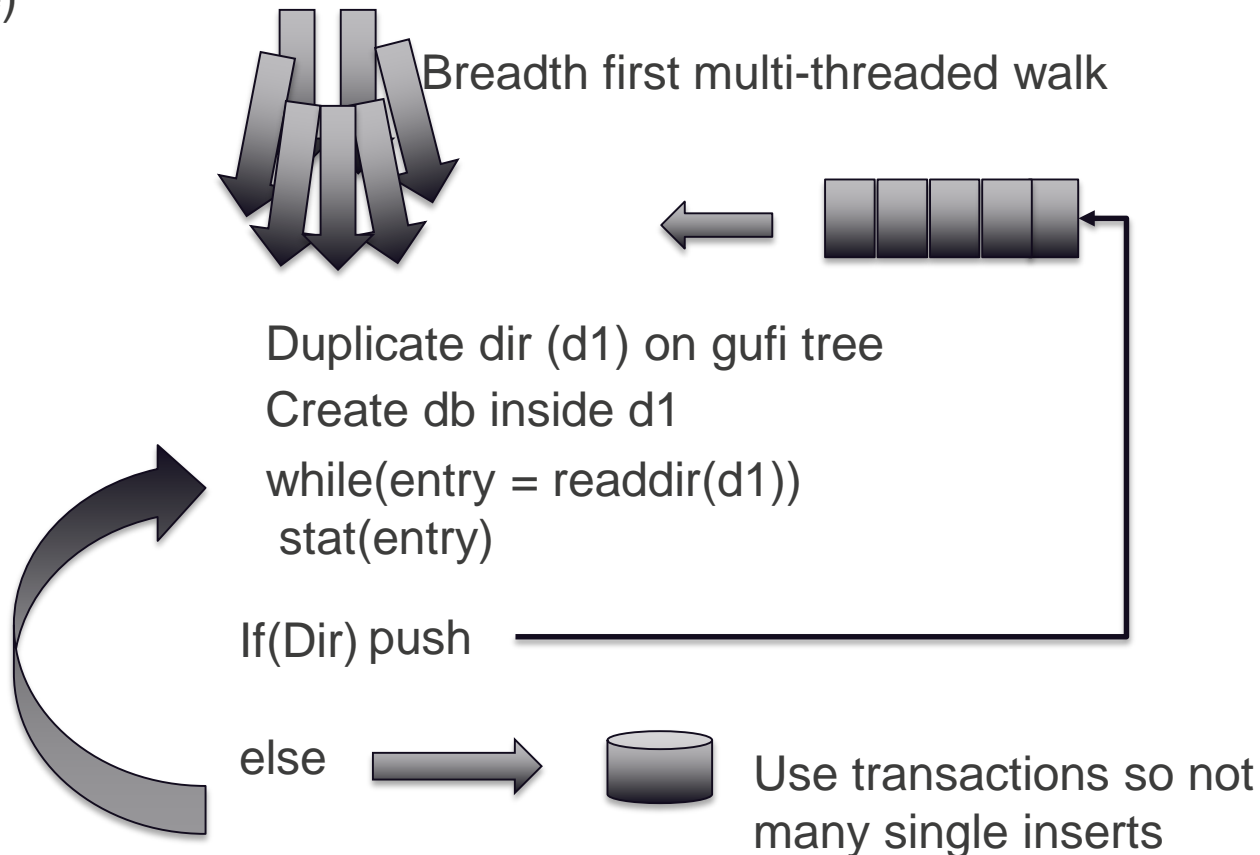 )
Breadth first multi-threaded walk
Duplicate dir (d1) on gufi tree
Create db inside d1
while(entry = readdir(d1))
stat(entry)
If(Dir) push
else
Use transactions so not
many single inserts